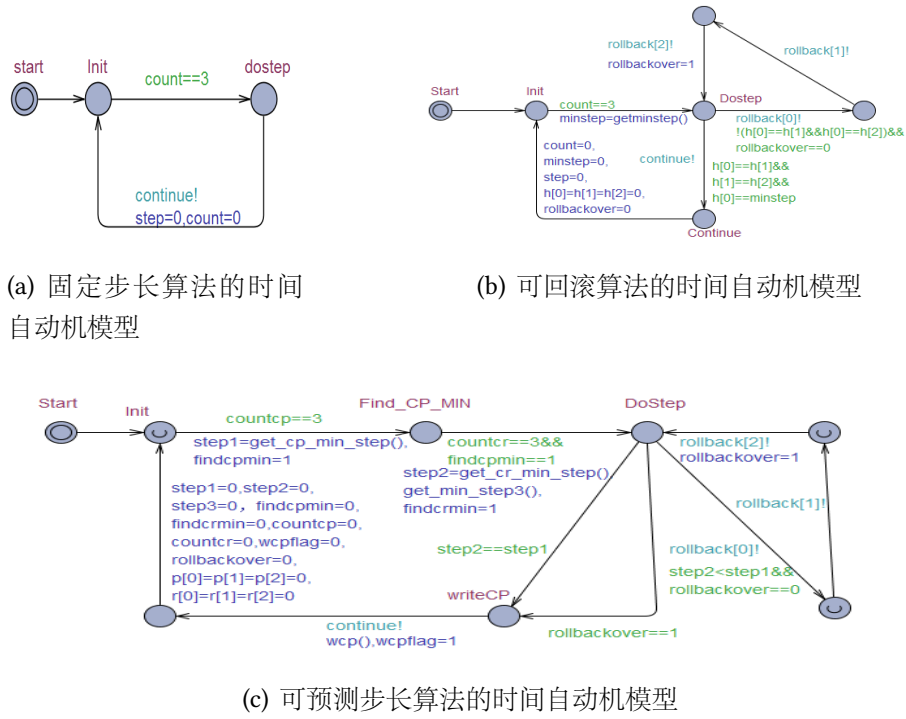 start
Init
dostep
count==3
continue!
step=0,count=0
(a) 固定步长算法的时间
自动机模型
Start
Init
count==3
minstep=getminstep()
Dostep
rollback[2]!
rollbackover=1
rollback[1]!
rollback[0]!
!(h[0]==h[1]&&h[0]==h[2])&&
rollbackover==0
count=0,
minstep=0,
step=0,
h[0]=h[1]=h[2]=0,
rollbackover=0
continue!
h[0]==h[1]&&
h[1]==h[2]&&
h[0]==minstep
Continue
(b) 可回滚算法的时间自动机模型
Start
Init
countcp==3
step1=get_cp_min_step(),
findcpmin=1
Find_CP_MIN
countcr==3&&
findcpmin==1
step2=get_cr_min_step(),
get_min_step3(),
findcrmin=1
DoStep
rollback[2]!
rollbackover=1
rollback[1]!
rollback[0]!
step2<step1&&
rollbackover==0
step2==step1
rollbackover==1
writeCP
continue!
wcp(),wcpflag=1
step1=0,step2=0,
step3=0，findcpmin=0,
findcrmin=0,countcp=0,
countcr=0,wcpflag=0,
rollbackover=0,
p[0]=p[1]=p[2]=0,
r[0]=r[1]=r[2]=0
C
C
C
(c) 可预测步长算法的时间自动机模型